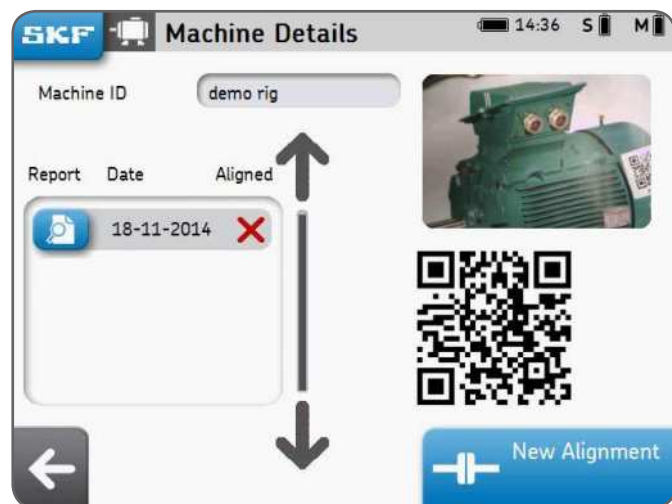 SKF Machine Details 14:36 S M
Machine ID demo rig
Report Date Aligned
18-11-2014
New Alignment